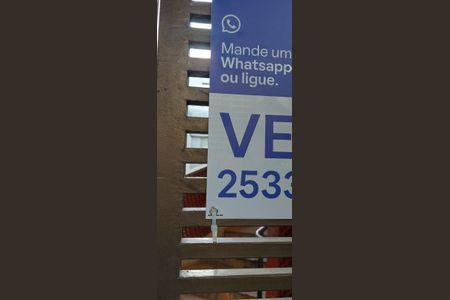 Mande um
Whatsapp
ou ligue.
VE
2533